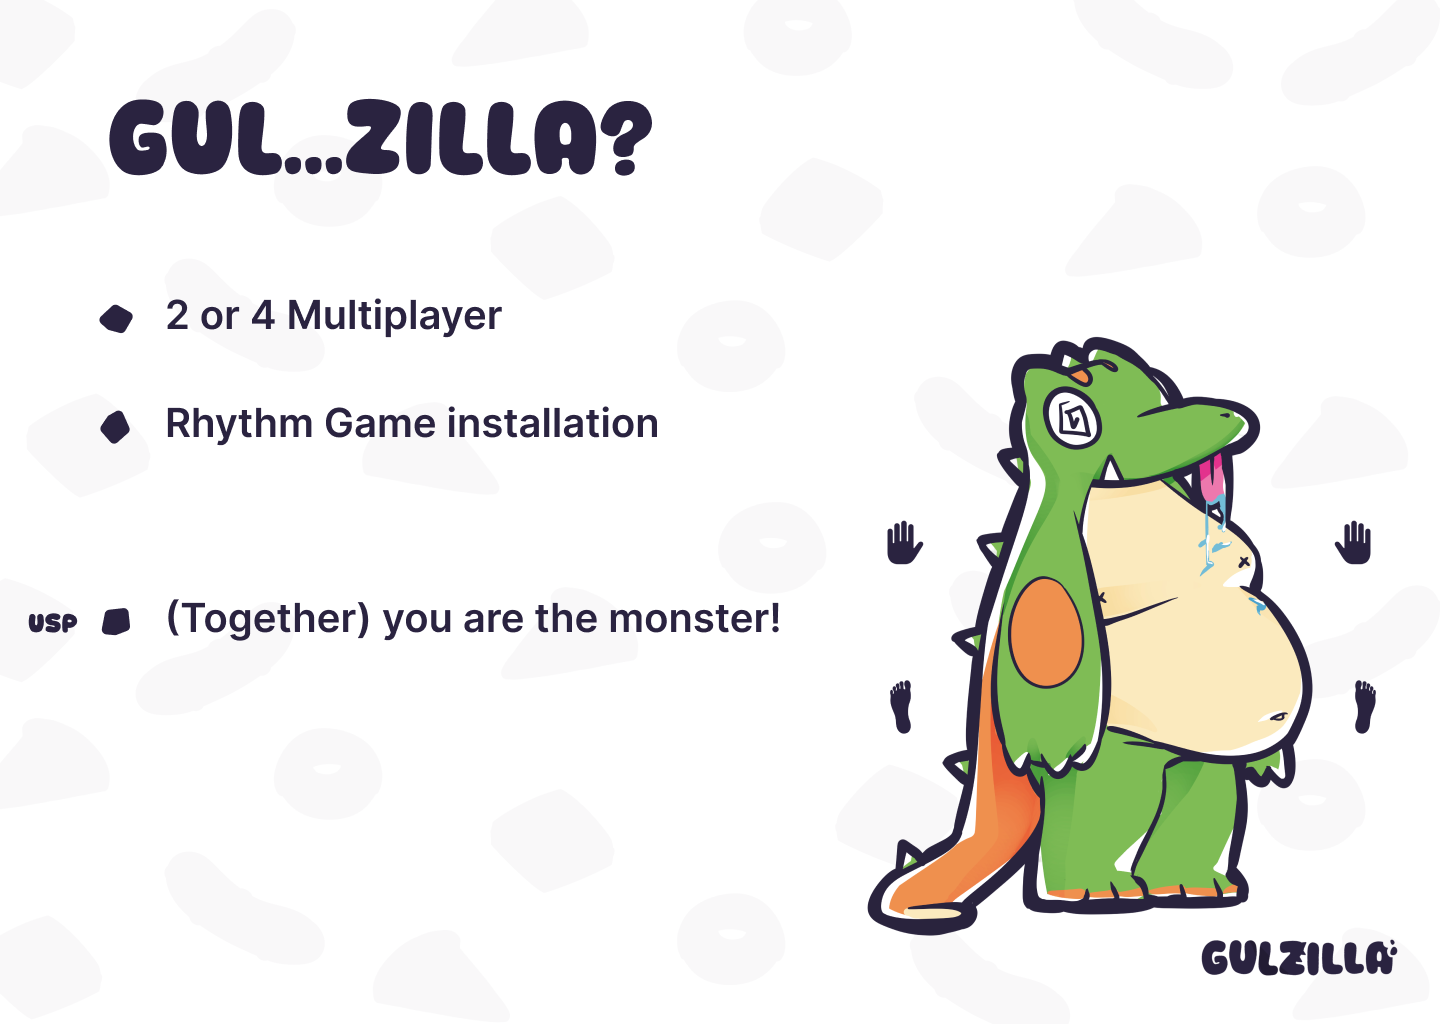 GUL...ZILLA?
2 or 4 Multiplayer
Rhythm Game installation
USP (Together) you are the monster!
GULZILLA